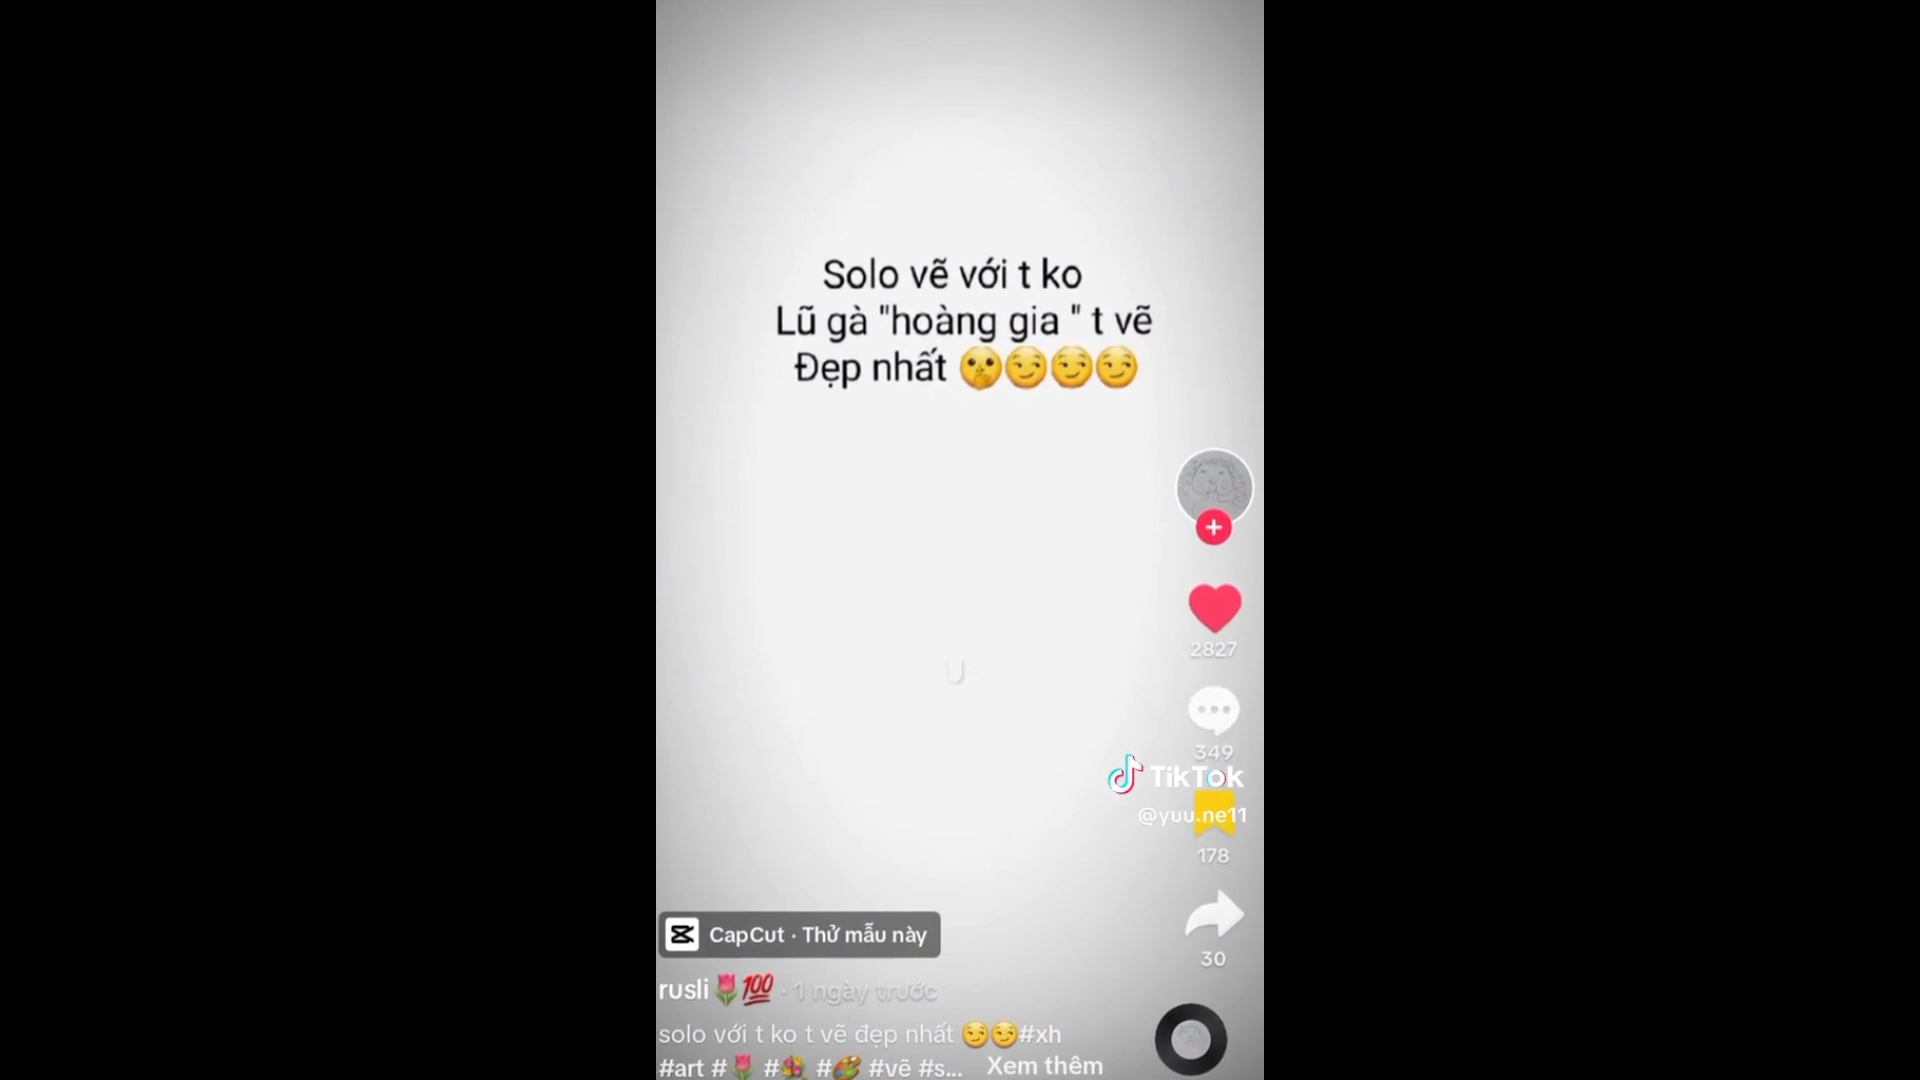 Solo vẽ với t ko
Lũ gà "hoàng gia " t vẽ
Đẹp nhất 🤫😏😏😏
2827
349
TikTok
@yuu.ne11
178
30
CapCut · Thử mẫu này
rusli🌷💯 · 1 ngày trước
solo với t ko t vẽ đẹp nhất 😏😏#xh
#art #🌷 #💐 #🎨 #vẽ #s... Xem thêm